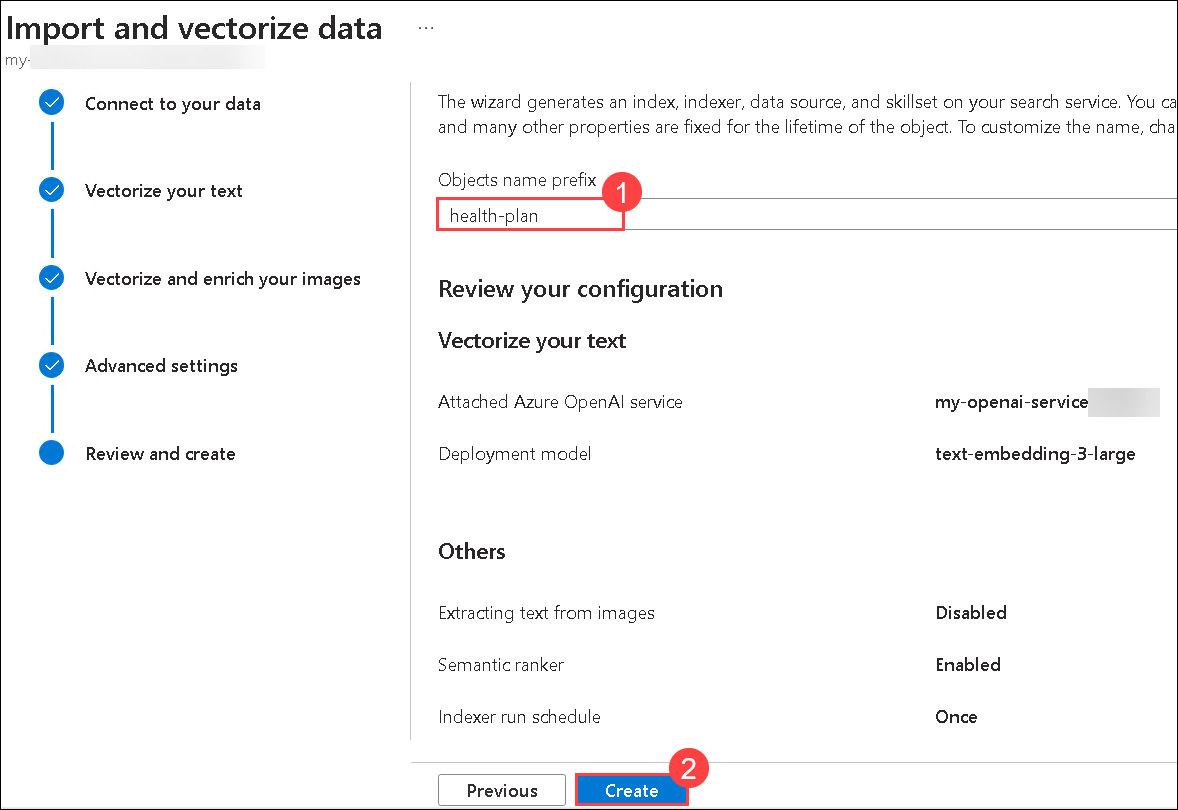 Import and vectorize data ...
my-
Connect to your data
Vectorize your text
Vectorize and enrich your images
Advanced settings
Review and create
The wizard generates an index, indexer, data source, and skillset on your search service. You ca
and many other properties are fixed for the lifetime of the object. To customize the name, cha
Objects name prefix
1
health-plan
Review your configuration
Vectorize your text
Attached Azure OpenAI service my-openai-service
Deployment model text-embedding-3-large
Others
Extracting text from images Disabled
Semantic ranker Enabled
Indexer run schedule Once
2
Previous Create